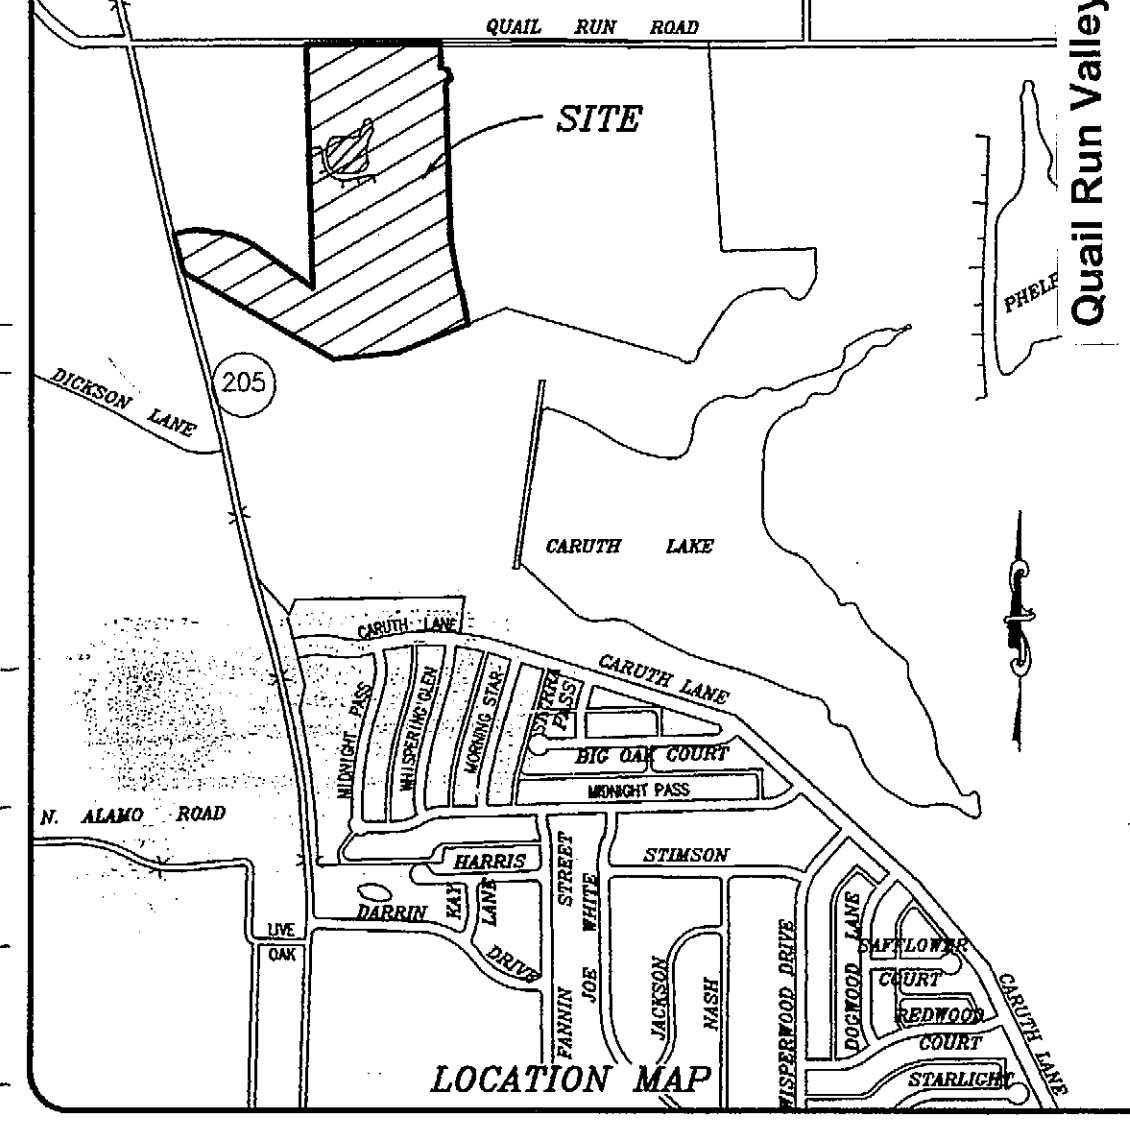 QUAIL RUN ROAD
Quail Run Valley
SITE
PHELP
205
DICKSON LANE
CARUTH LAKE
CARUTH LANE
CARUTH LANE
MIDNIGHT PASS
WHISPERING GLEN
MORNING STAR
SIERRA
PASS
BIG OAK COURT
MIDNIGHT PASS
N. ALAMO ROAD
HARRIS
STIMSON
KAY
LANE
DARRIN
DRIVE
STREET
FANNIN
JOE WHITE
JACKSON
NASH
WHISPERWOOD DRIVE
DOGWOOD LANE
SAFFLOWER
COURT
REDWOOD
COURT
STARLIGHT
CARUTH LANE
LIVE
OAK
LOCATION MAP